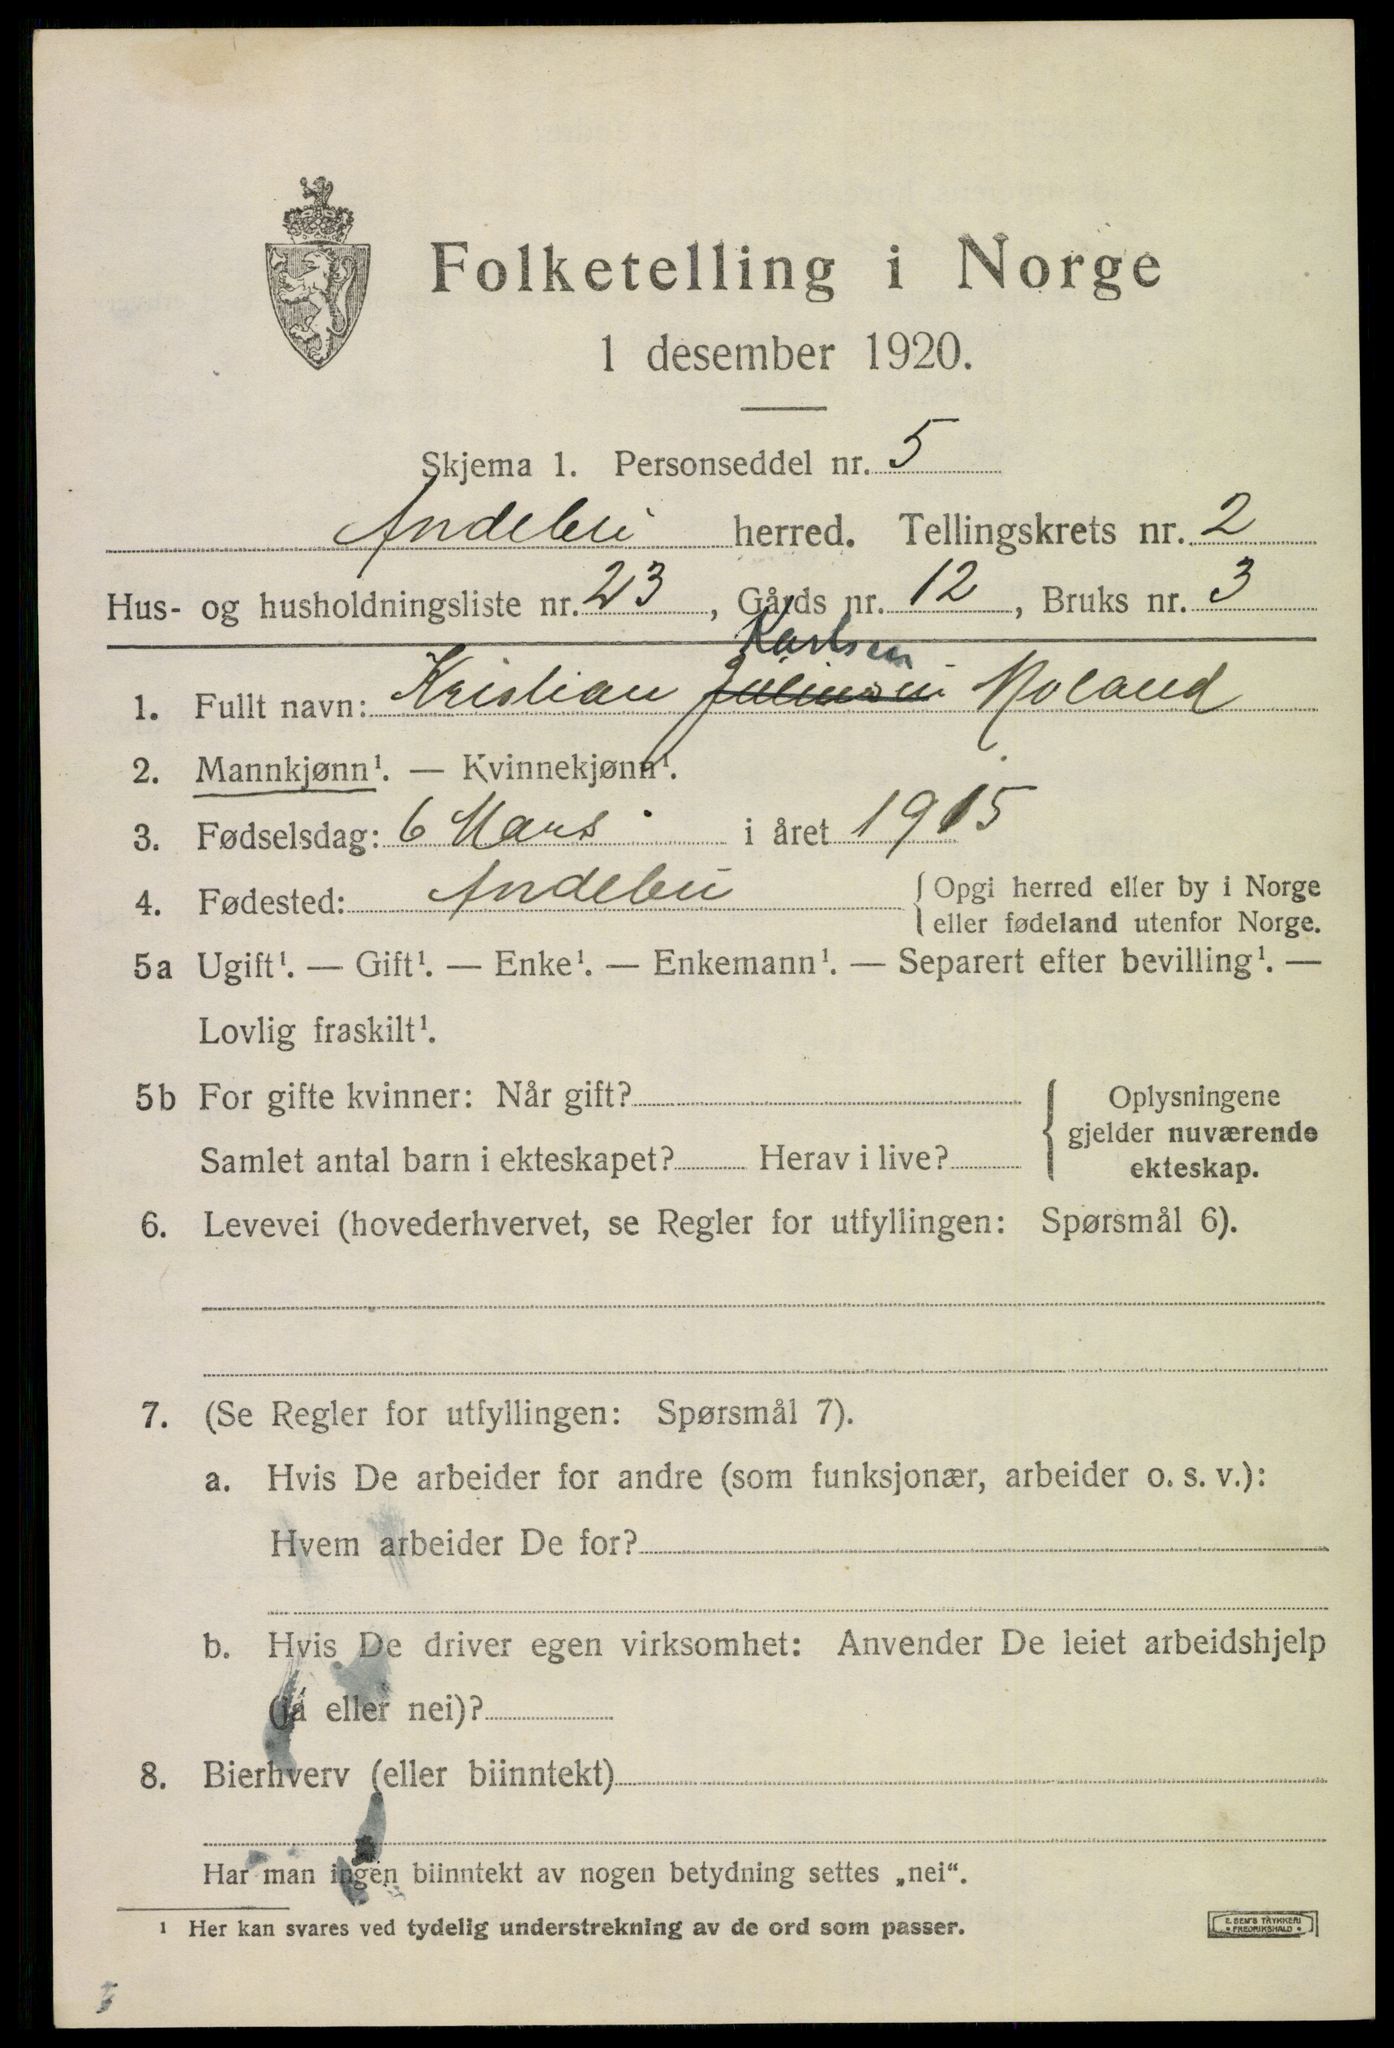 Folketelling i Norge
1 desember 1920.
Skjema 1. Personseddel nr. 5
Andebu herred. Tellingskrets nr. 2
Hus- og husholdningsliste nr. 23, Gårds nr. 12, Bruks nr. 3
Karlsen
1. Fullt navn: Kristian Julinsen Moland
2. Mannkjønn¹. — Kvinnekjønn¹.
3. Fødselsdag: 6 Mars i året 1915
4. Fødested: Andebu { Opgi herred eller by i Norge
eller fødeland utenfor Norge.
5a Ugift¹. — Gift¹. — Enke¹. — Enkemann¹. — Separert efter bevilling¹. —
Lovlig fraskilt¹.
5b For gifte kvinner: Når gift? { Oplysningene
gjelder nuværende
Samlet antal barn i ekteskapet? Herav i live? ekteskap.
6. Levevei (hovederhvervet, se Regler for utfyllingen: Spørsmål 6).
7. (Se Regler for utfyllingen: Spørsmål 7).
a. Hvis De arbeider for andre (som funksjonær, arbeider o. s. v.):
Hvem arbeider De for?
b. Hvis De driver egen virksomhet: Anvender De leiet arbeidshjelp
(ja eller nei)?
8. Bierhverv (eller biinntekt)
Har man ingen biinntekt av nogen betydning settes „nei“.
¹ Her kan svares ved tydelig understrekning av de ord som passer.
E. SEM'S TRYKKERI
FREDRIKSHALD